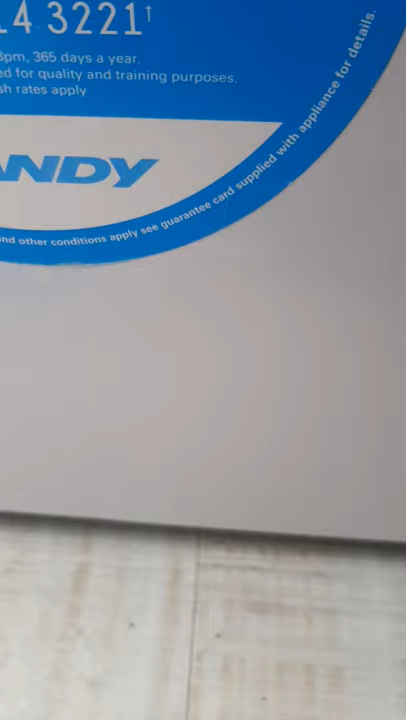 4 3221↑
8pm, 365 days a year.
ed for quality and training purposes.
sh rates apply
ANDY
nd other conditions apply see guarantee card supplied with appliance for details.